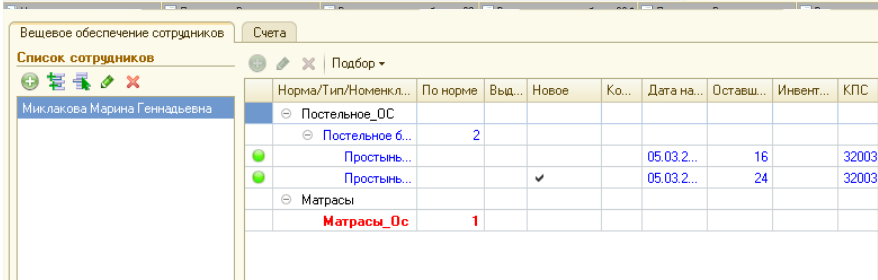 Вещевое обеспечение сотрудников Счета
Список сотрудников
Подбор
Норма/Тип/Номенкл... По норме Выд... Новое Ко... Дата на... Оставш... Инвент... КПС
Миклакова Марина Геннадьевна
Постельное_ОС
Постельное б... 2
Простынь... 05.03.2... 16 32003
Простынь... 05.03.2... 24 32003
Матрасы
Матрасы_Ос 1